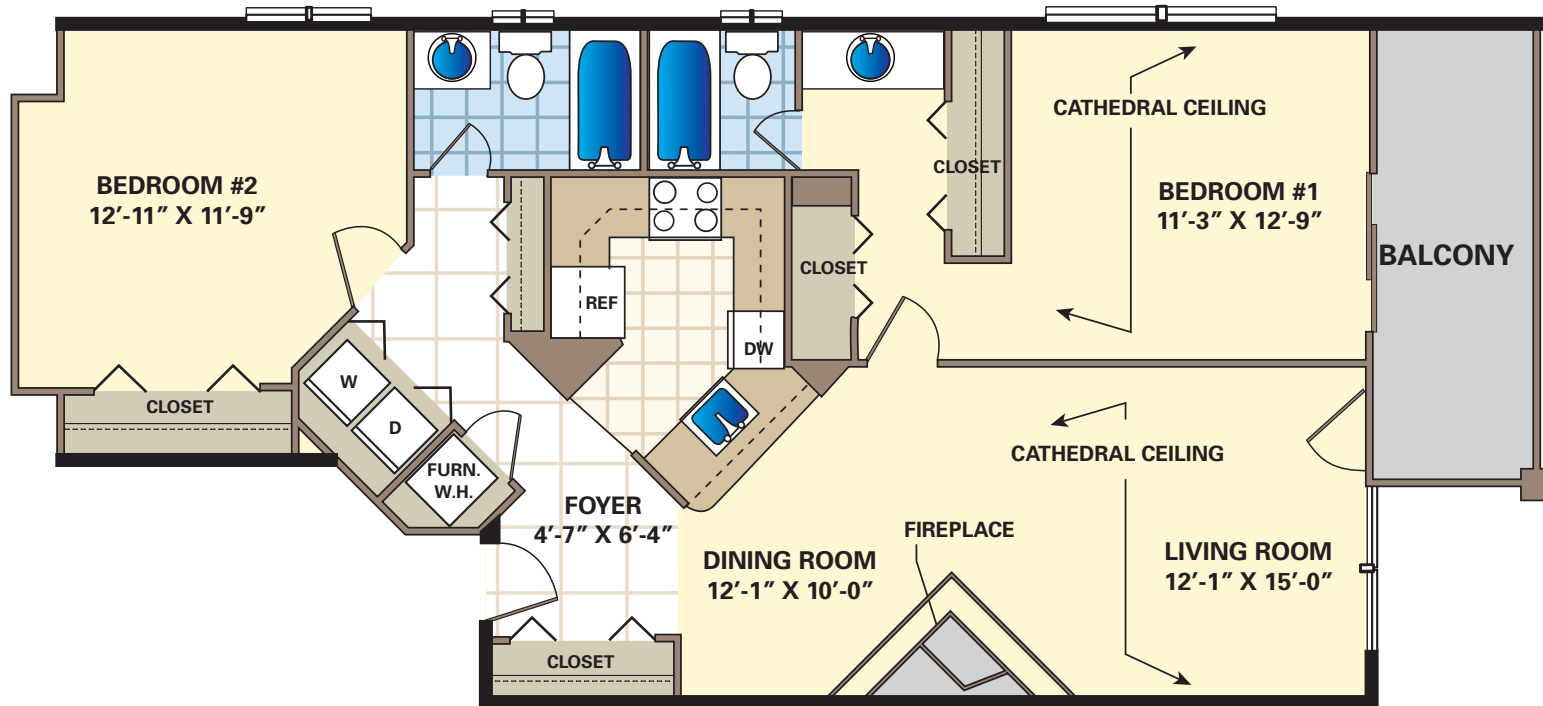 CATHEDRAL CEILING
CLOSET
BEDROOM #2
12′-11″ X 11′-9″
BEDROOM #1
11′-3″ X 12′-9″
BALCONY
CLOSET
REF
DW
W
CLOSET
D
CATHEDRAL CEILING
FURN.
W.H.
FOYER
4′-7″ X 6′-4″
FIREPLACE
DINING ROOM
12′-1″ X 10′-0″
LIVING ROOM
12′-1″ X 15′-0″
CLOSET